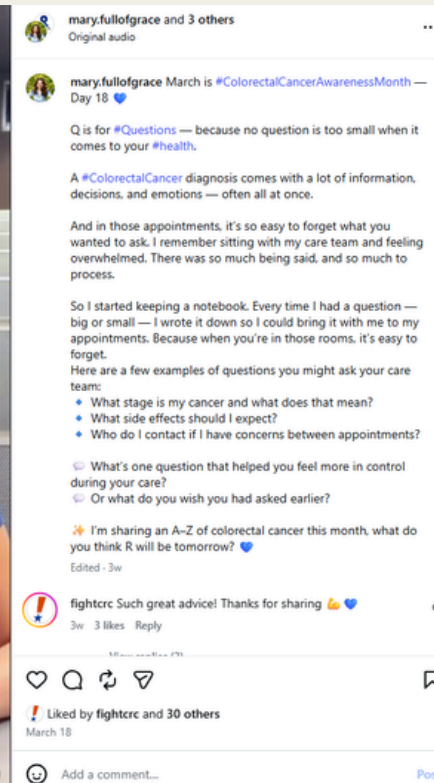 mary.fullofgrace and 3 others
Original audio
mary.fullofgrace March is #ColorectalCancerAwarenessMonth —
Day 18 💙
Q is for #Questions — because no question is too small when it
comes to your #health.
A #ColorectalCancer diagnosis comes with a lot of information,
decisions, and emotions — often all at once.
And in those appointments, it's so easy to forget what you
wanted to ask. I remember sitting with my care team and feeling
overwhelmed. There was so much being said, and so much to
process.
So I started keeping a notebook. Every time I had a question —
big or small — I wrote it down so I could bring it with me to my
appointments. Because when you're in those rooms, it's easy to
forget.
Here are a few examples of questions you might ask your care
team:
🔹 What stage is my cancer and what does that mean?
🔹 What side effects should I expect?
🔹 Who do I contact if I have concerns between appointments?
💬 What's one question that helped you feel more in control
during your care?
💬 Or what do you wish you had asked earlier?
✨ I'm sharing an A–Z of colorectal cancer this month, what do
you think R will be tomorrow? 💙
Edited · 3w
fightcrc Such great advice! Thanks for sharing 💪 💙
3w 3 likes Reply
Liked by fightcrc and 30 others
March 18
Add a comment...